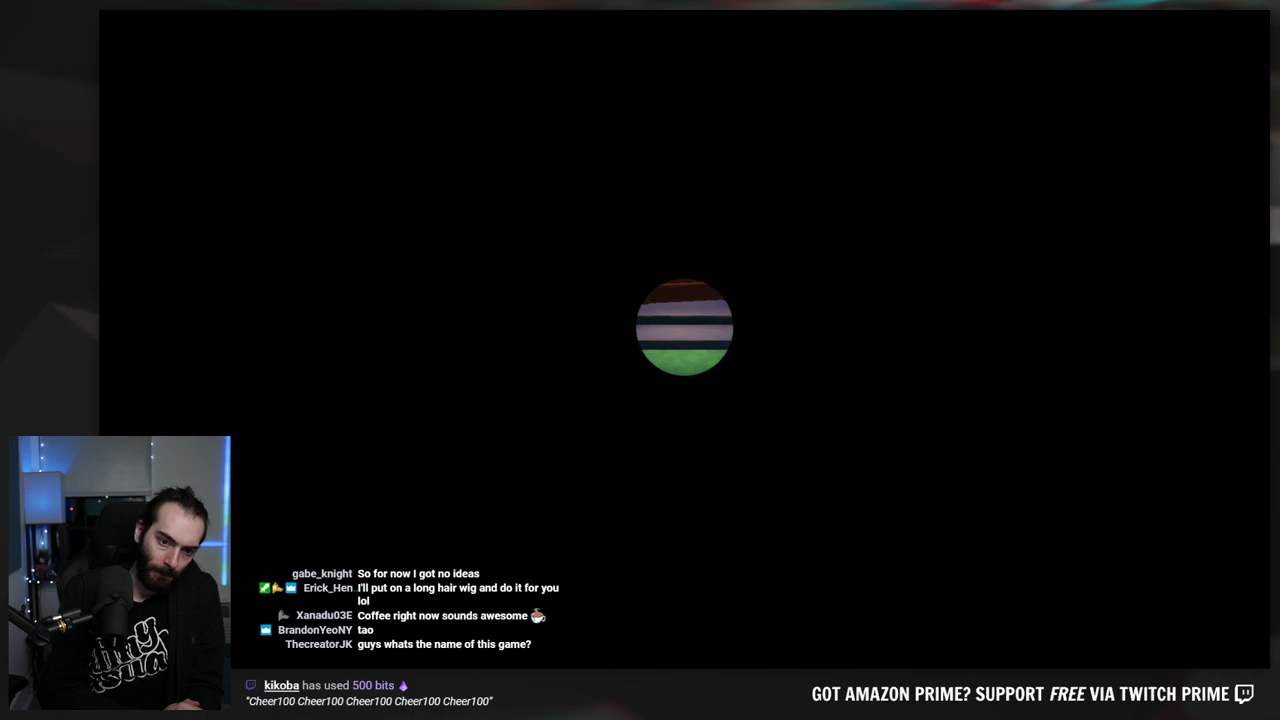 gabe_knight So for now I got no ideas
Erick_Hen I'll put on a long hair wig and do it for you
lol
Xanadu03E Coffee right now sounds awesome
BrandonYeoNY tao
ThecreatorJK guys whats the name of this game?
kikoba has used 500 bits
"Cheer100 Cheer100 Cheer100 Cheer100 Cheer100"
GOT AMAZON PRIME? SUPPORT FREE VIA TWITCH PRIME